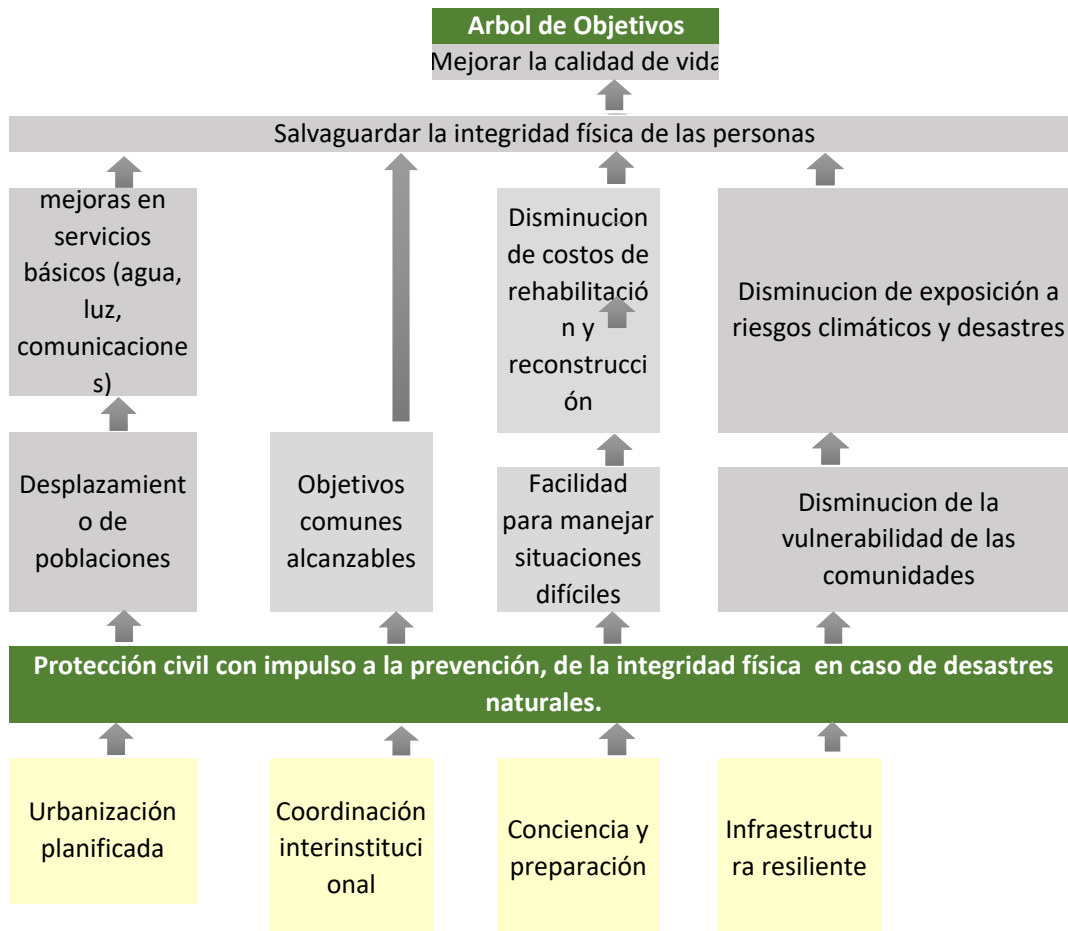 Arbol de Objetivos
Mejorar la calidad de vida
Salvaguardar la integridad física de las personas
mejoras en
servicios
básicos (agua,
luz,
comunicacione
s)
Disminucion
de costos de
rehabilitació
n y
reconstrucci
ón
Disminucion de exposición a
riesgos climáticos y desastres
Desplazamient
o de
poblaciones
Objetivos
comunes
alcanzables
Facilidad
para manejar
situaciones
difíciles
Disminucion de la
vulnerabilidad de las
comunidades
Protección civil con impulso a la prevención, de la integridad física  en caso de desastres
naturales.
Urbanización
planificada
Coordinación
interinstituci
onal
Conciencia y
preparación
Infraestructu
ra resiliente